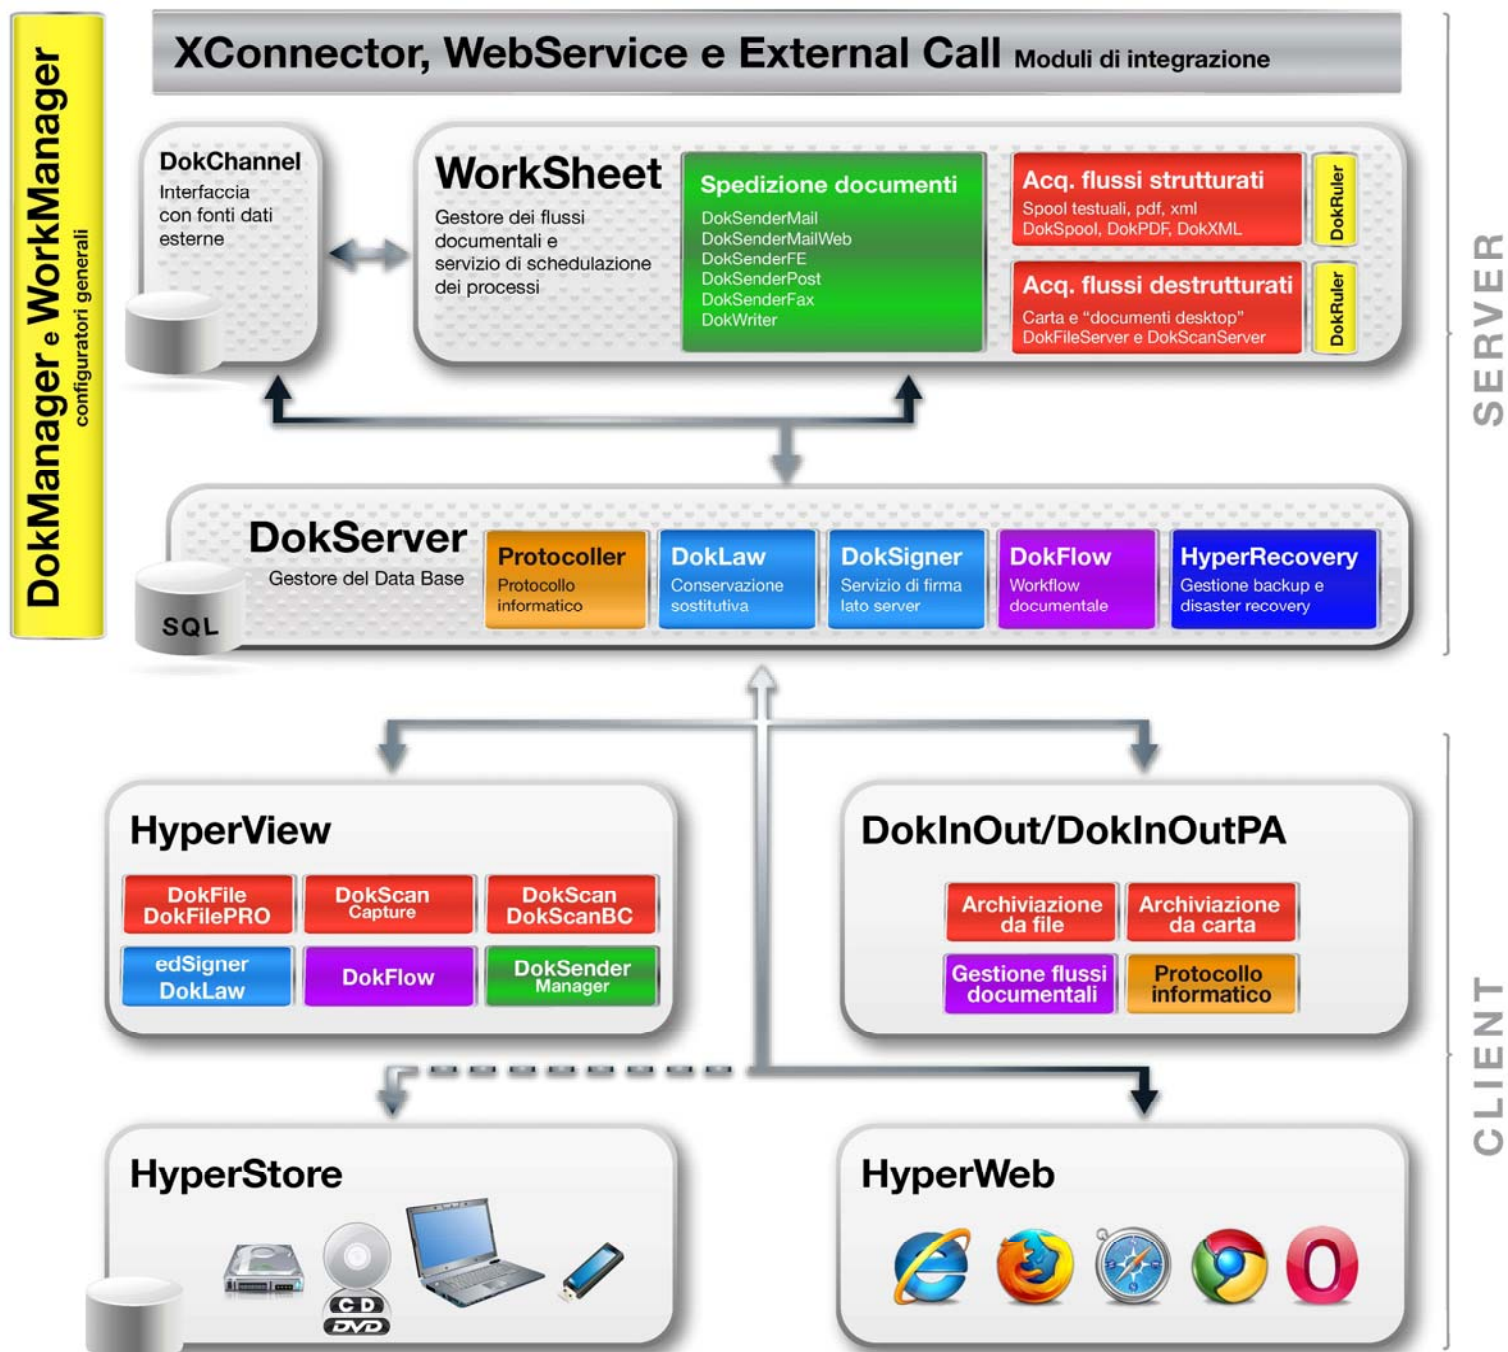 DokManager e WorkManager
configuratori generali
XConnector, WebService e External Call Moduli di integrazione
DokChannel
Interfaccia
con fonti dati
esterne
WorkSheet
Gestore dei flussi
documentali e
servizio di schedulazione
dei processi
Spedizione documenti
DokSenderMail
DokSenderMailWeb
DokSenderFE
DokSenderPost
DokSenderFax
DokWriter
Acq. flussi strutturati
Spool testuali, pdf, xml
DokSpool, DokPDF, DokXML
DokRuler
Acq. flussi destrutturati
Carta e “documenti desktop”
DokFileServer e DokScanServer
DokRuler
SERVER
DokServer
Gestore del Data Base
SQL
Protocoller
Protocollo
informatico
DokLaw
Conservazione
sostitutiva
DokSigner
Servizio di firma
lato server
DokFlow
Workflow
documentale
HyperRecovery
Gestione backup e
disaster recovery
HyperView
DokFile
DokFilePRO
DokScan
Capture
DokScan
DokScanBC
edSigner
DokLaw
DokFlow
DokSender
Manager
DokInOut/DokInOutPA
Archiviazione
da file
Archiviazione
da carta
Gestione flussi
documentali
Protocollo
informatico
CLIENT
HyperStore
CD
DVD
HyperWeb